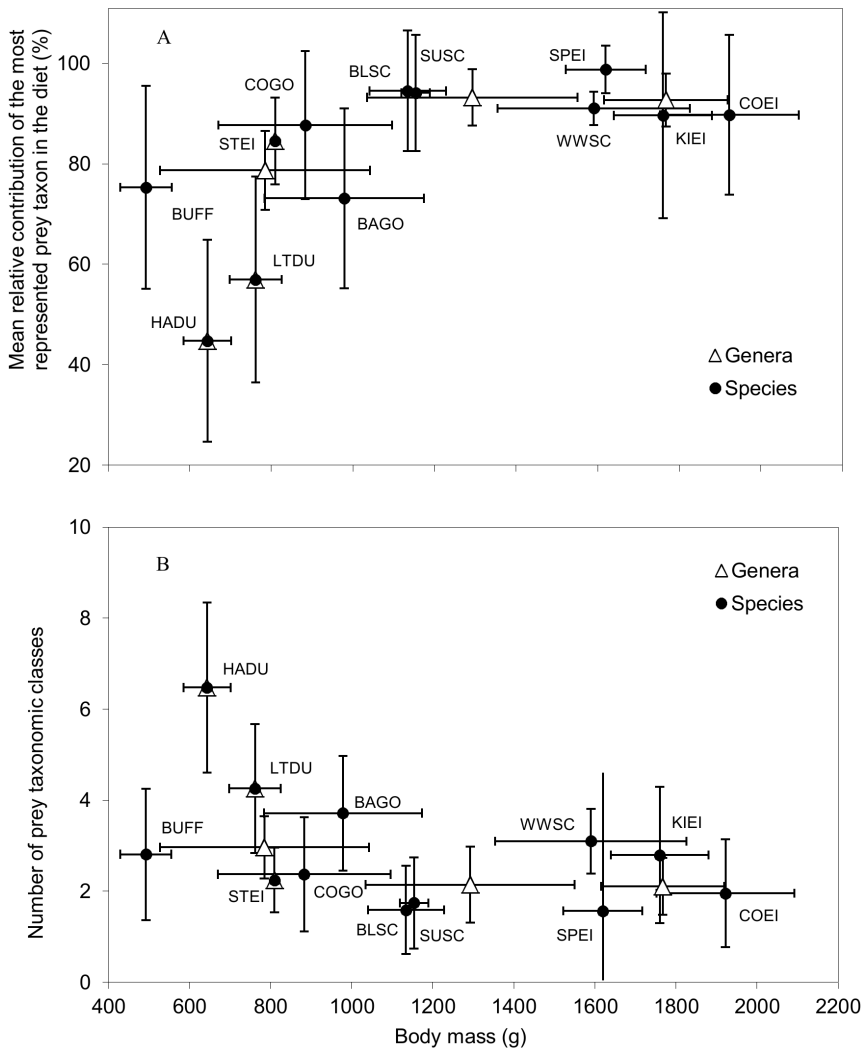 Mean relative contribution of the most
represented prey taxon in the diet (%)
A
100
80
60
40
20
BUFF
HADU
LTDU
STEI
COGO
BAGO
BLSC
SUSC
SPEI
WWSC
KIEI
COEI
Genera
Species
Number of prey taxonomic classes
B
10
8
6
4
2
0
Genera
Species
HADU
LTDU
BUFF
BAGO
STEI
COGO
BLSC
SUSC
WWSC
SPEI
KIEI
COEI
400 600 800 1000 1200 1400 1600 1800 2000 2200
Body mass (g)